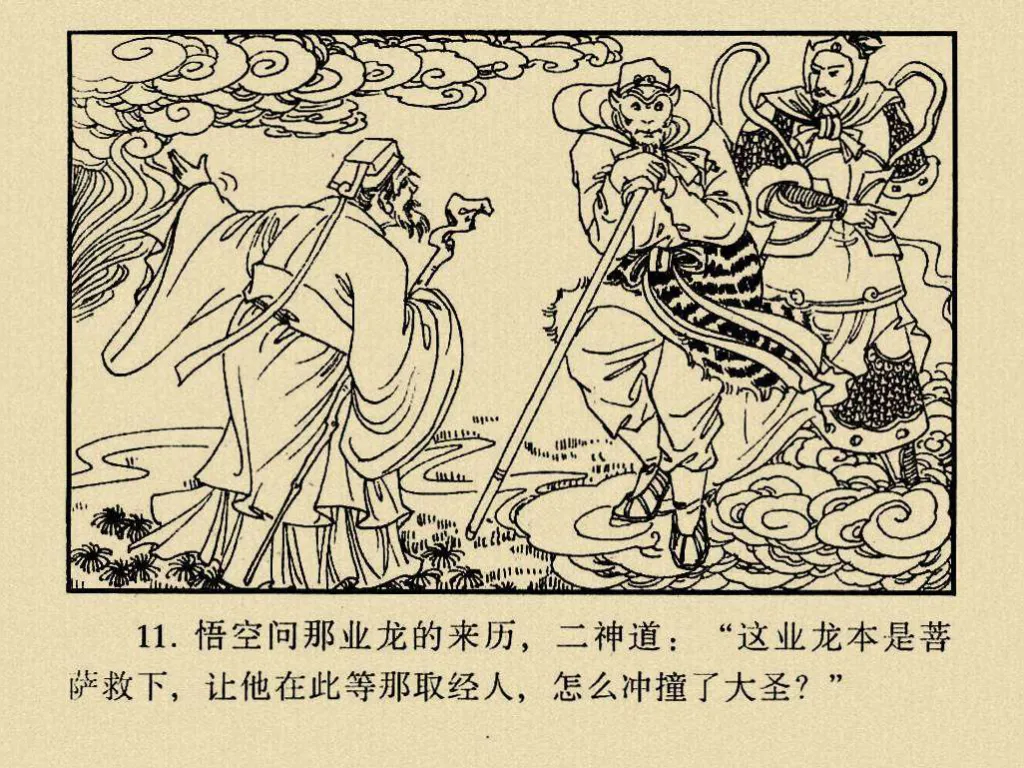 11. 悟空问那业龙的来历，二神道：“这业龙本是菩
萨救下，让他在此等那取经人，怎么冲撞了大圣？”